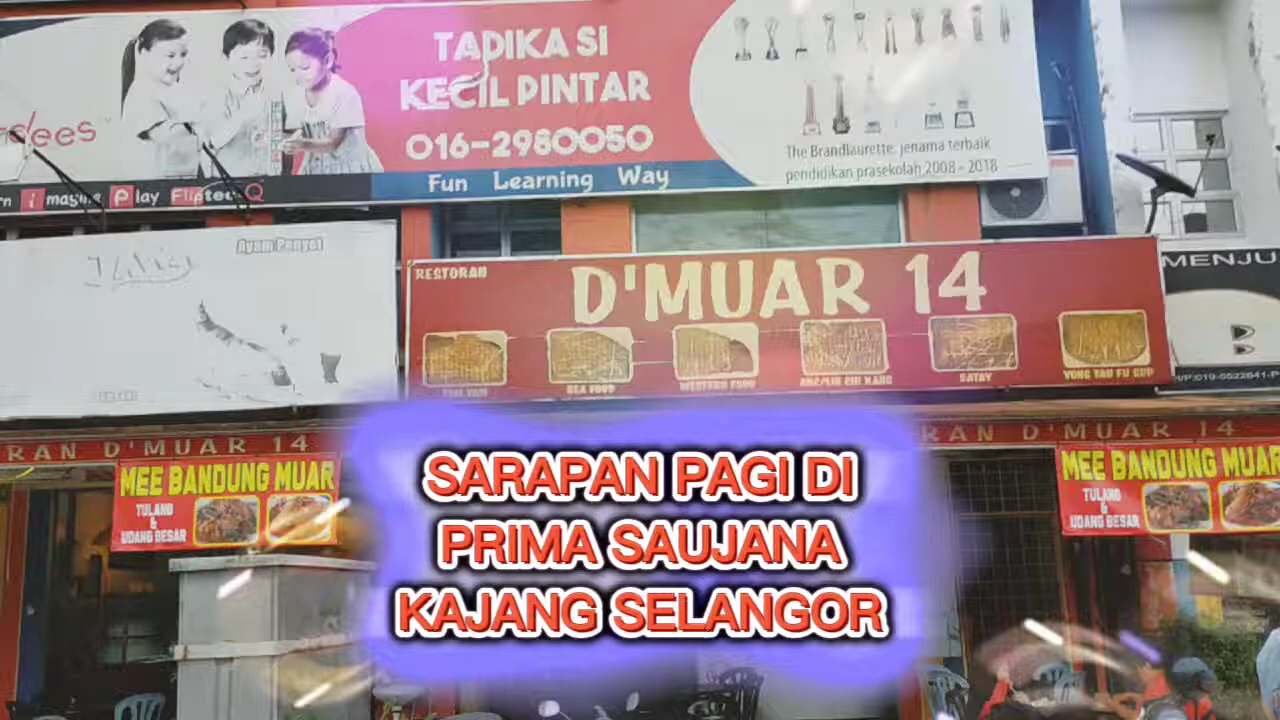 TADIKA SI
KECIL PINTAR
016-2980050
Fun Learning Way
The Brandlaurette, jenama terbaik
pendidikan prasekolah 2008 - 2018
dees
imagine Play
Ayam Penyet
RESTORAN
D'MUAR 14
SEA FOOD
WESTERN FOOD
SATAY
YONG TAU FU SUP
MENJU
RAN D'MUAR 14
RAN D'MUAR 14
MEE BANDUNG MUAR
TULANG
&
UDANG BESAR
MEE BANDUNG MUAR
TULANG
&
UDANG BESAR
SARAPAN PAGI DI
PRIMA SAUJANA
KAJANG SELANGOR